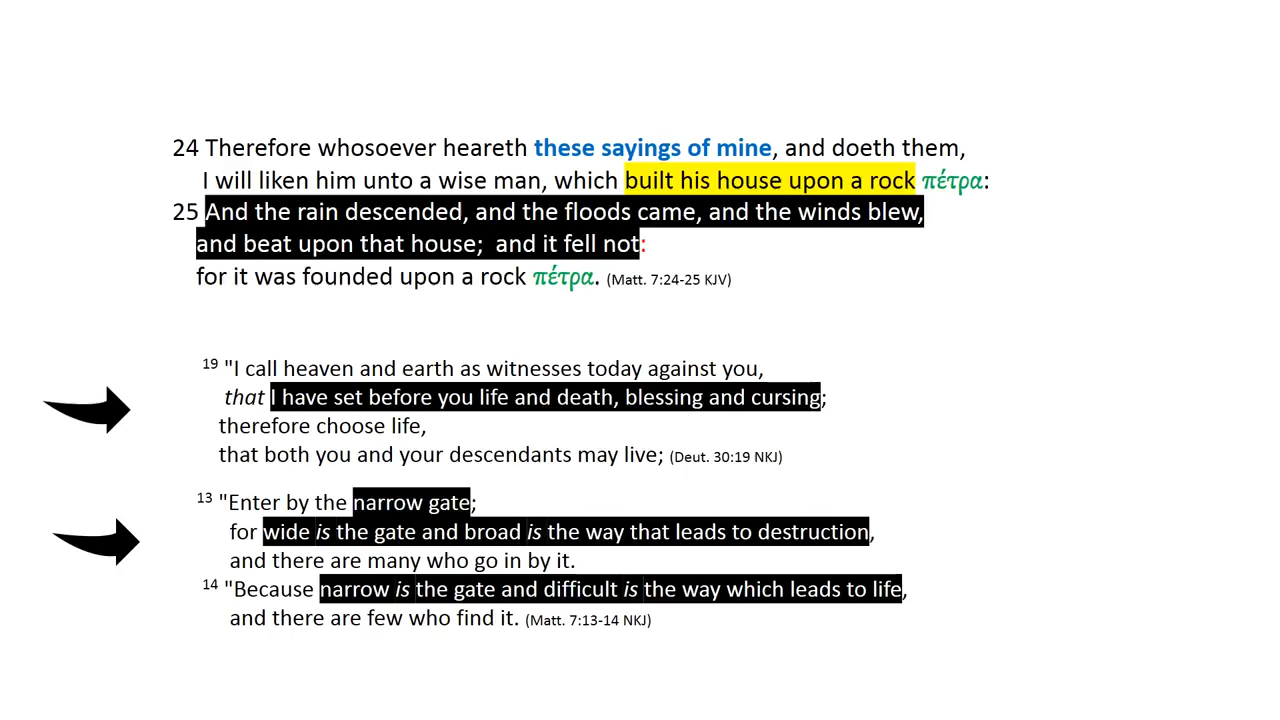 24 Therefore whosoever heareth these sayings of mine, and doeth them,
I will liken him unto a wise man, which built his house upon a rock πέτρα:
25 And the rain descended, and the floods came, and the winds blew,
and beat upon that house; and it fell not:
for it was founded upon a rock πέτρα. (Matt. 7:24-25 KJV)
19 "I call heaven and earth as witnesses today against you,
that I have set before you life and death, blessing and cursing;
therefore choose life,
that both you and your descendants may live; (Deut. 30:19 NKJ)
13 "Enter by the narrow gate;
for wide is the gate and broad is the way that leads to destruction,
and there are many who go in by it.
14 "Because narrow is the gate and difficult is the way which leads to life,
and there are few who find it. (Matt. 7:13-14 NKJ)